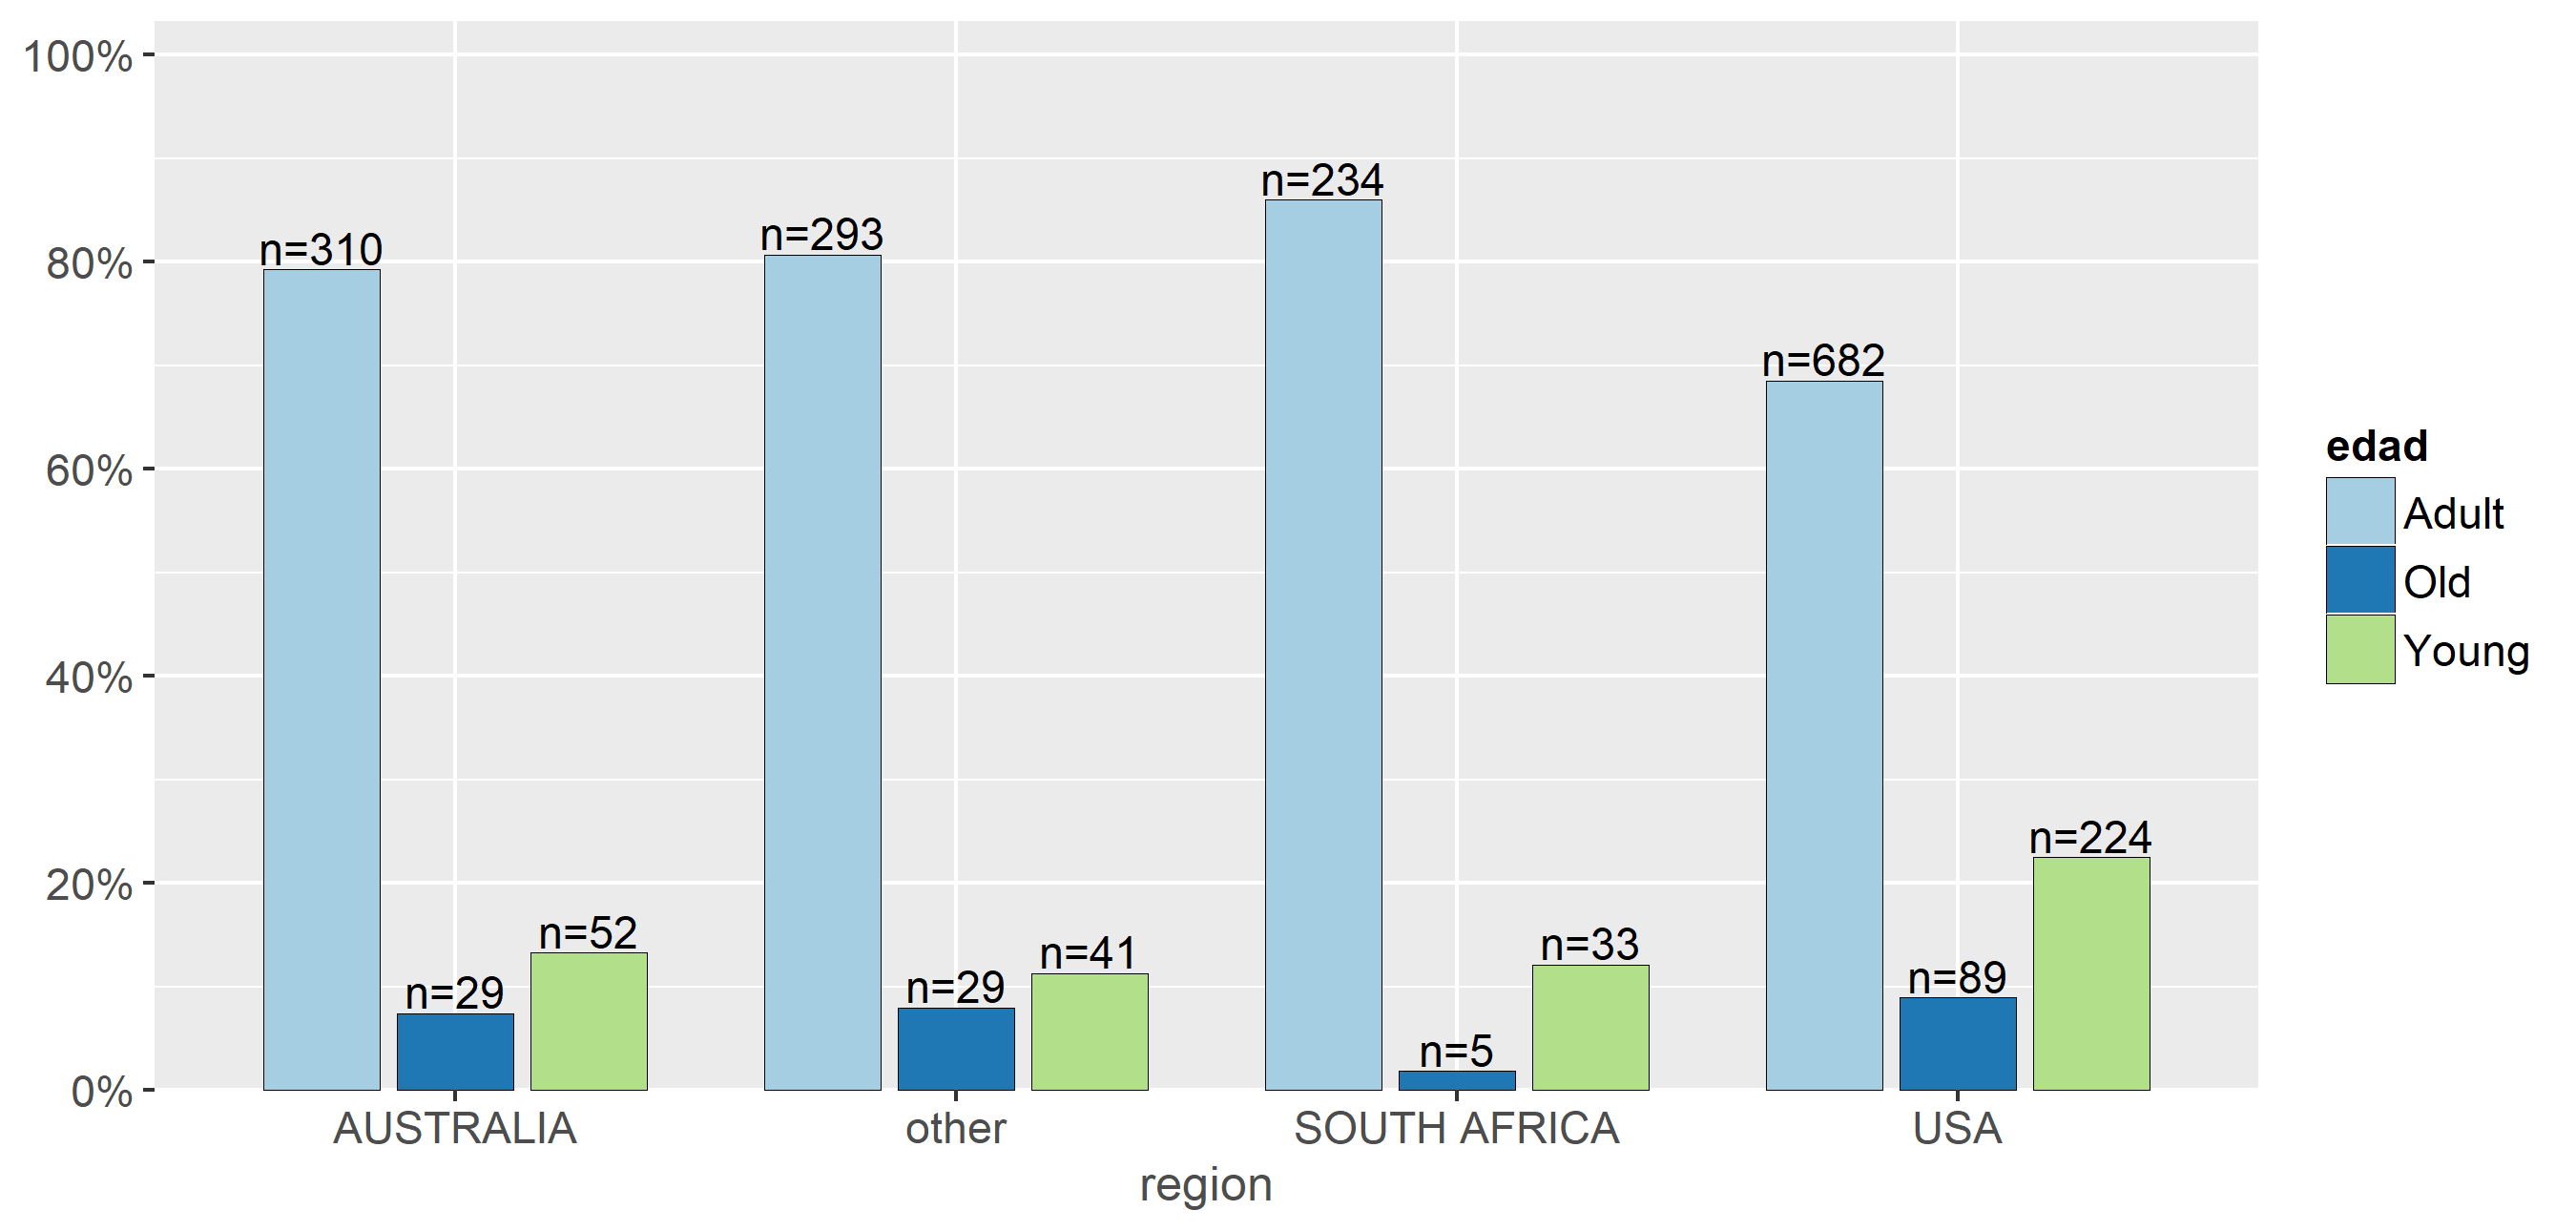 100%
80%
60%
40%
20%
0%
n=310
n=29
n=52
n=293
n=29
n=41
n=234
n=5
n=33
n=682
n=89
n=224
AUSTRALIA
other
SOUTH AFRICA
USA
region
edad
Adult
Old
Young